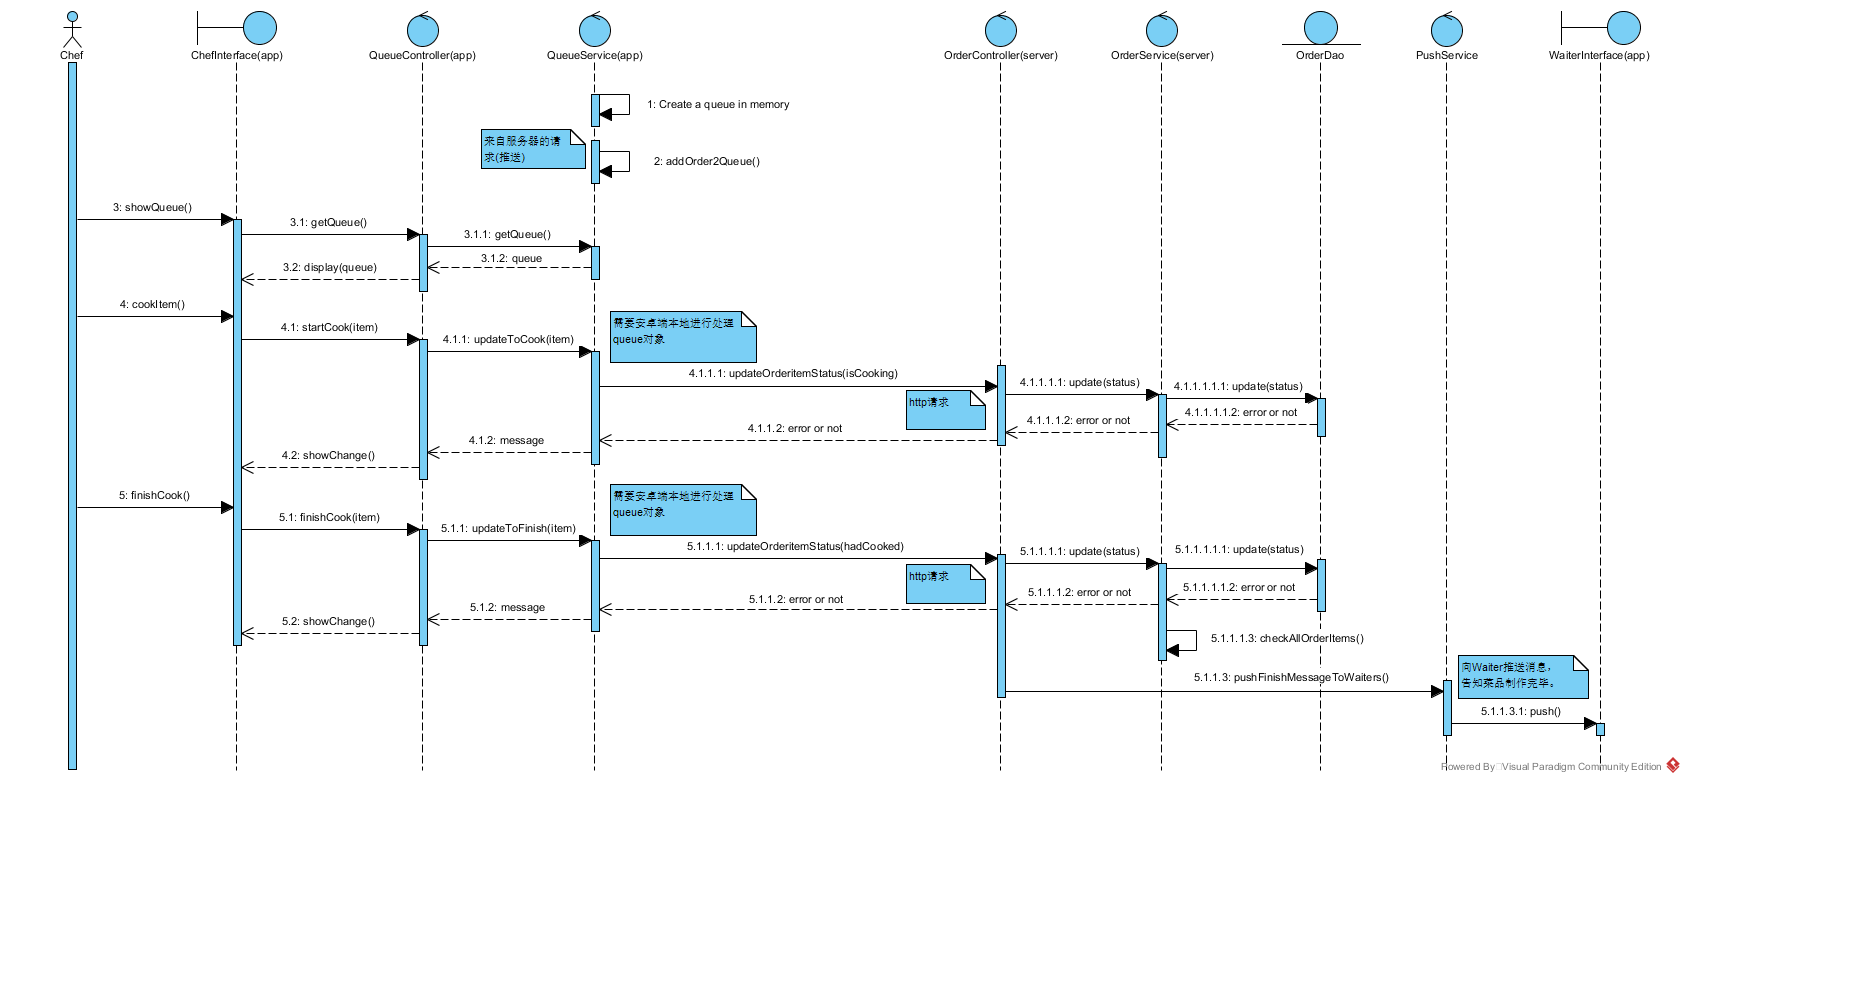 Chef
ChefInterface(app)
QueueController(app)
QueueService(app)
OrderController(server)
OrderService(server)
OrderDao
PushService
WaiterInterface(app)
1: Create a queue in memory
来自服务器的请
求(推送)
2: addOrder2Queue()
3: showQueue()
3.1: getQueue()
3.1.1: getQueue()
3.1.2: queue
3.2: display(queue)
4: cookItem()
4.1: startCook(item)
4.1.1: updateToCook(item)
需要安卓端本地进行处理
queue对象
4.1.1.1: updateOrderitemStatus(isCooking)
4.1.1.1.1: update(status)
4.1.1.1.1.1: update(status)
http请求
4.1.1.1.1.2: error or not
4.1.1.1.2: error or not
4.1.1.2: error or not
4.1.2: message
4.2: showChange()
5: finishCook()
5.1: finishCook(item)
5.1.1: updateToFinish(item)
需要安卓端本地进行处理
queue对象
5.1.1.1: updateOrderitemStatus(hadCooked)
5.1.1.1.1: update(status)
5.1.1.1.1.1: update(status)
http请求
5.1.1.1.1.2: error or not
5.1.1.1.2: error or not
5.1.1.2: error or not
5.1.2: message
5.2: showChange()
5.1.1.1.3: checkAllOrderItems()
5.1.1.3: pushFinishMessageToWaiters()
向Waiter推送消息，
告知菜品制作完毕。
5.1.1.3.1: push()
Powered By Visual Paradigm Community Edition